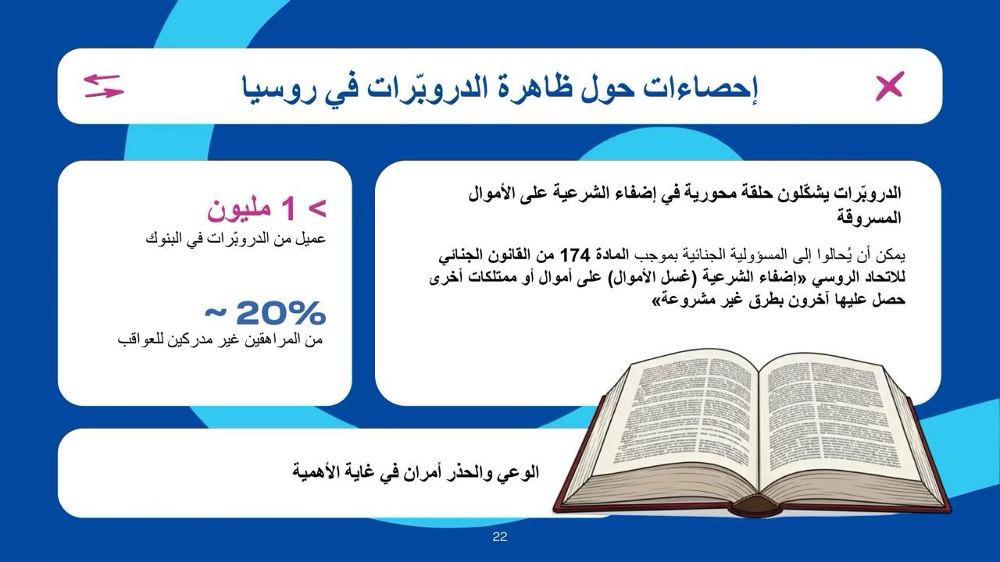 إحصاءات حول ظاهرة الدروبّرات في روسيا
الدروبّرات يشكّلون حلقة محورية في إضفاء الشرعية على الأموال
المسروقة
يمكن أن يُحالوا إلى المسؤولية الجنائية بموجب المادة 174 من القانون الجنائي
للاتحاد الروسي «إضفاء الشرعية (غسل الأموال) على أموال أو ممتلكات أخرى
حصل عليها آخرون بطرق غير مشروعة»
> 1 مليون
عميل من الدروبّرات في البنوك
~ 20%
من المراهقين غير مدركين للعواقب
الوعي والحذر أمران في غاية الأهمية
22